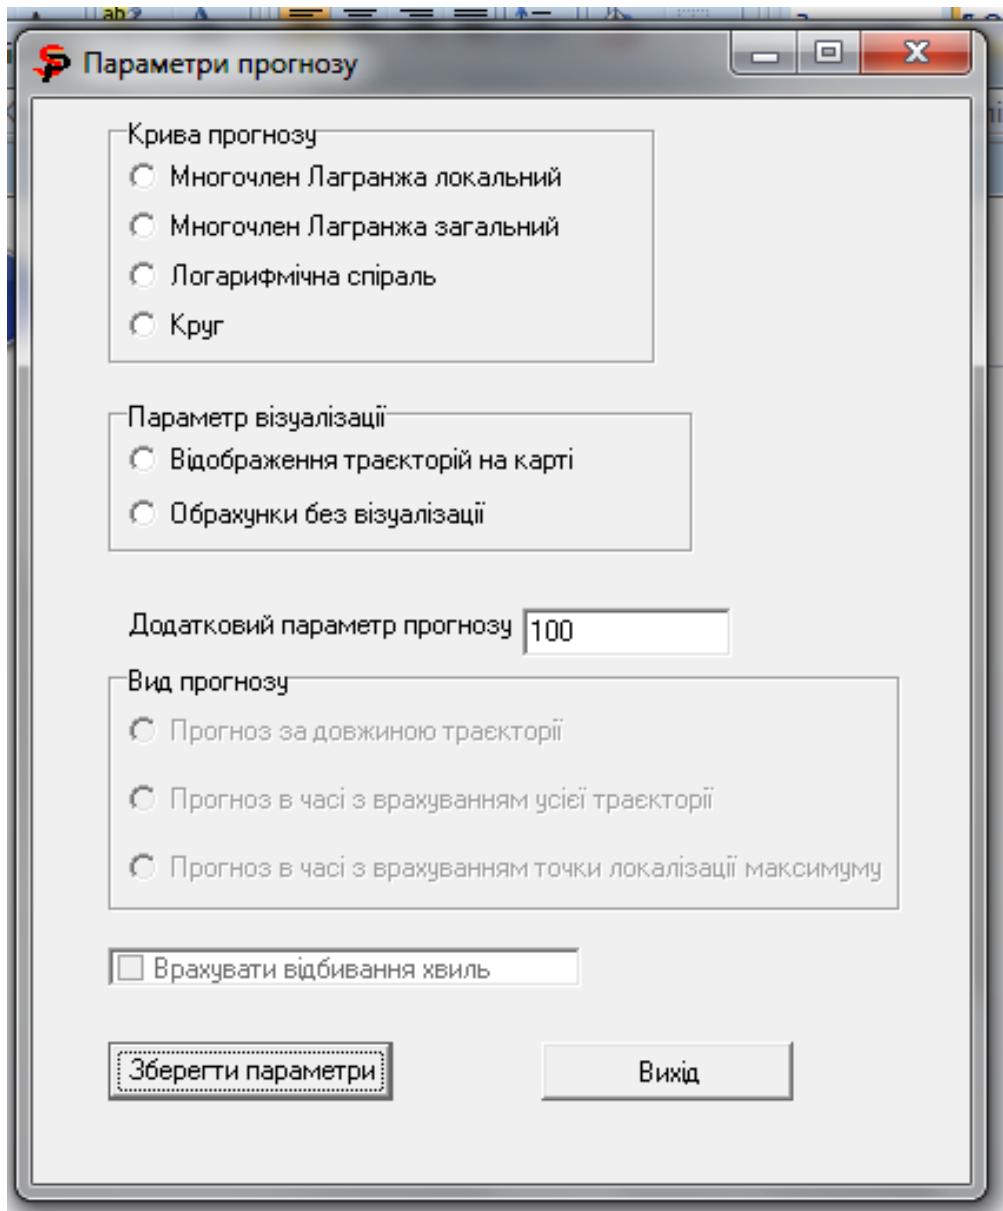 Параметри прогнозу
Крива прогнозу
Многочлен Лагранжа локальний
Многочлен Лагранжа загальний
Логарифмічна спіраль
Круг
Параметр візуалізації
Відображення траєкторій на карті
Обрахунки без візуалізації
Додатковий параметр прогнозу 100
Вид прогнозу
Прогноз за довжиною траєкторії
Прогноз в часі з врахуванням усієї траєкторії
Прогноз в часі з врахуванням точки локалізації максимуму
Врахувати відбивання хвиль
Зберегти параметри Вихід